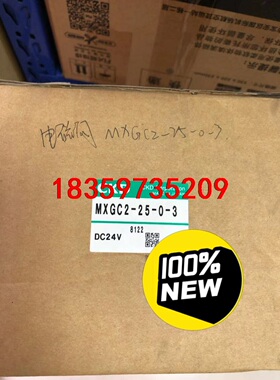 电磁阀 MXGC2-25-0-3
18359735209
MXGC2-25-0-3
8122
DC24V
100%
NEW